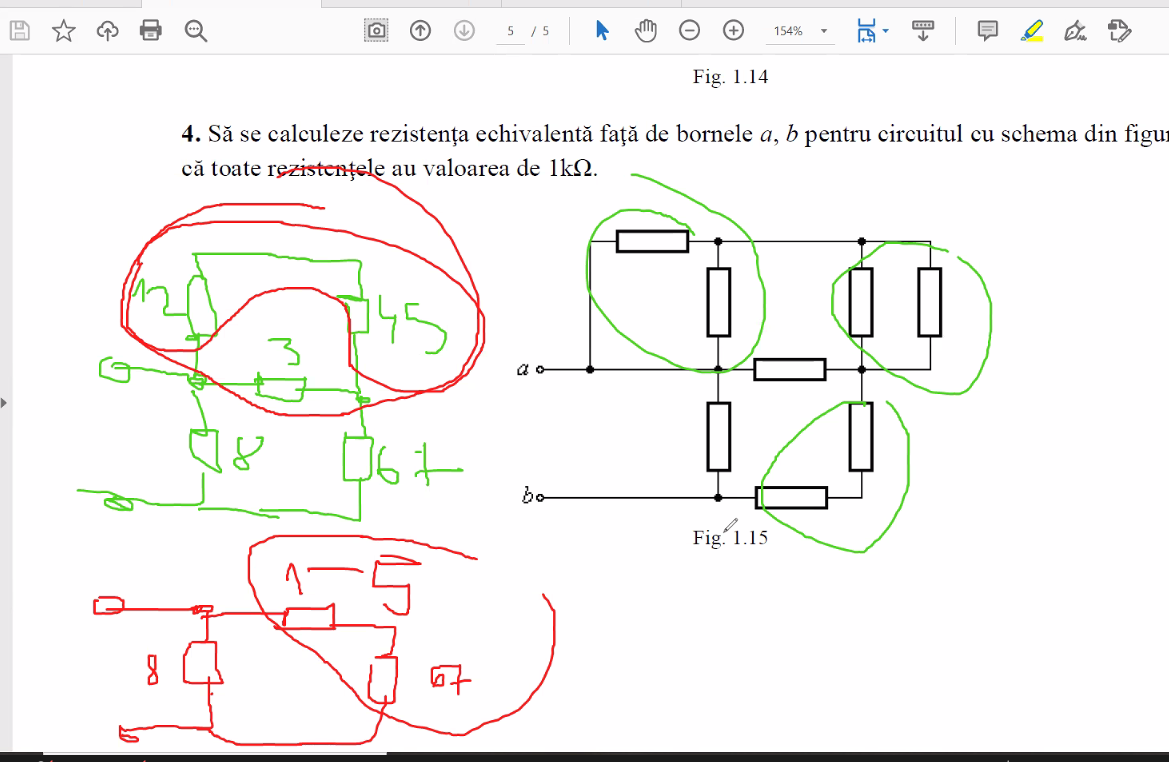 5 / 5
154%
Fig. 1.14
4. Să se calculeze rezistența echivalentă față de bornele a, b pentru circuitul cu schema din figur
că toate rezistențele au valoarea de 1kΩ.
12
45
3
a
8
67
b
Fig. 1.15
1-5
8
67